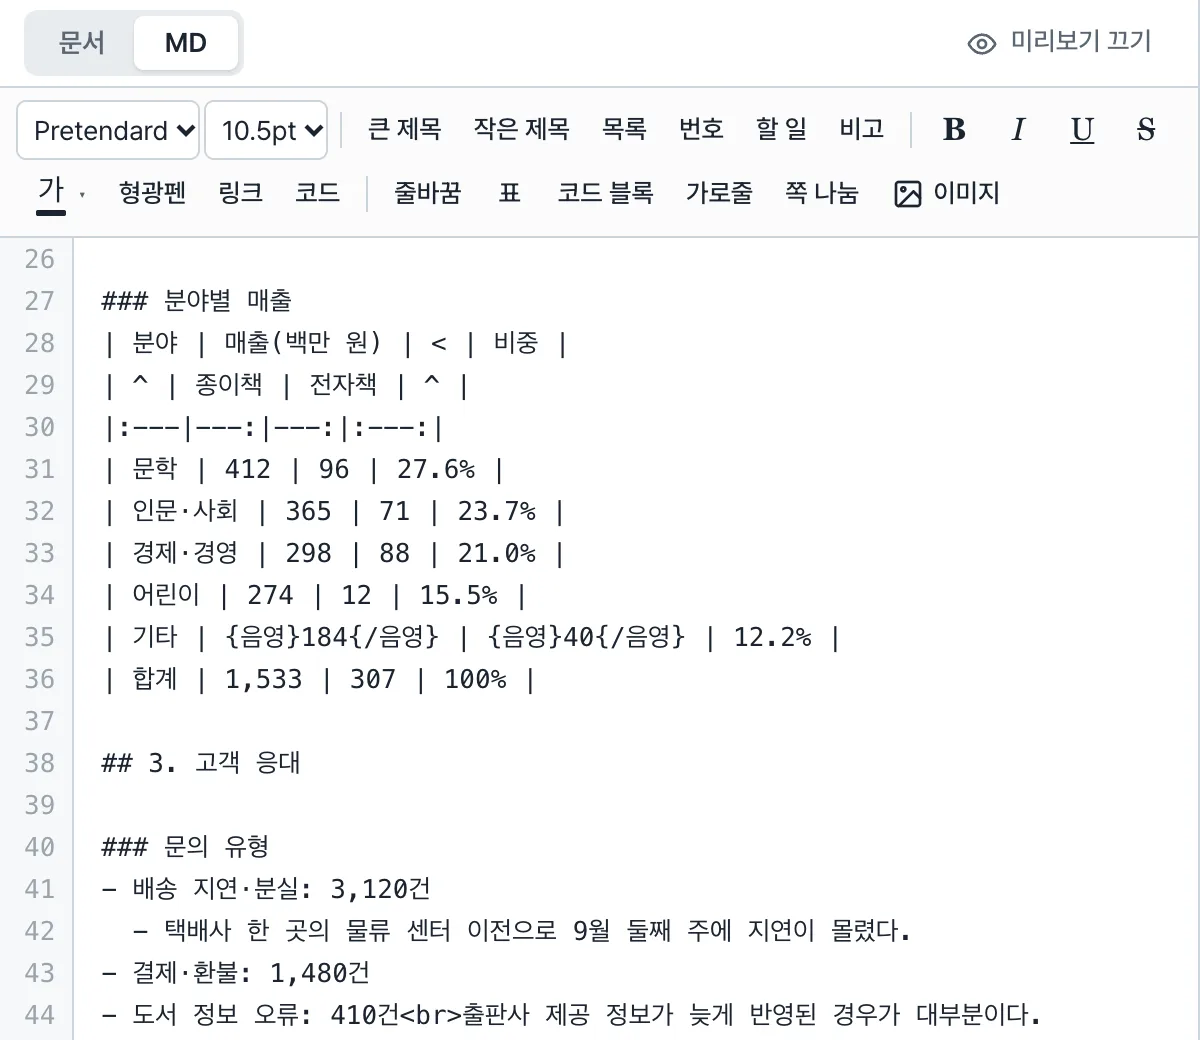 문서 MD 미리보기 끄기
Pretendard 10.5pt 큰 제목 작은 제목 목록 번호 할 일 비고 B I U S
가 형광펜 링크 코드 줄바꿈 표 코드 블록 가로줄 쪽 나눔 이미지
26
27 ### 분야별 매출
28 | 분야 | 매출(백만 원) | < | 비중 |
29 | ^ | 종이책 | 전자책 | ^ |
30 |:---|---:|---:|:---:|
31 | 문학 | 412 | 96 | 27.6% |
32 | 인문·사회 | 365 | 71 | 23.7% |
33 | 경제·경영 | 298 | 88 | 21.0% |
34 | 어린이 | 274 | 12 | 15.5% |
35 | 기타 | {음영}184{/음영} | {음영}40{/음영} | 12.2% |
36 | 합계 | 1,533 | 307 | 100% |
37
38 ## 3. 고객 응대
39
40 ### 문의 유형
41 - 배송 지연·분실: 3,120건
42   - 택배사 한 곳의 물류 센터 이전으로 9월 둘째 주에 지연이 몰렸다.
43 - 결제·환불: 1,480건
44 - 도서 정보 오류: 410건<br>출판사 제공 정보가 늦게 반영된 경우가 대부분이다.